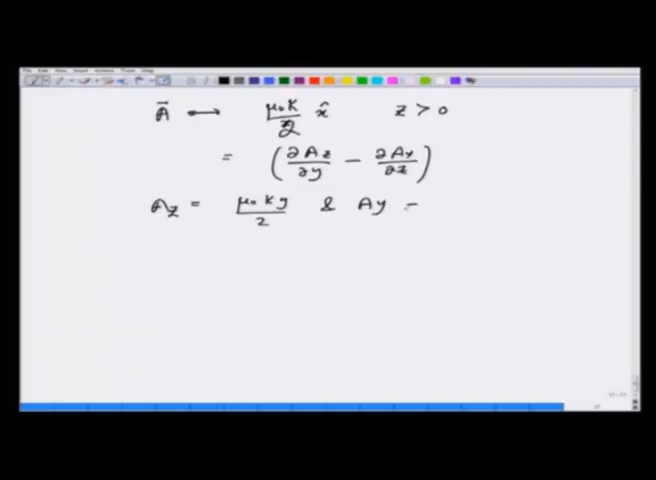 A⃗ ⟷ μ₀K/2 x̂ z > 0
= (∂Az/∂y − ∂Ay/∂z)
Az = μ₀Ky/2 & Ay =